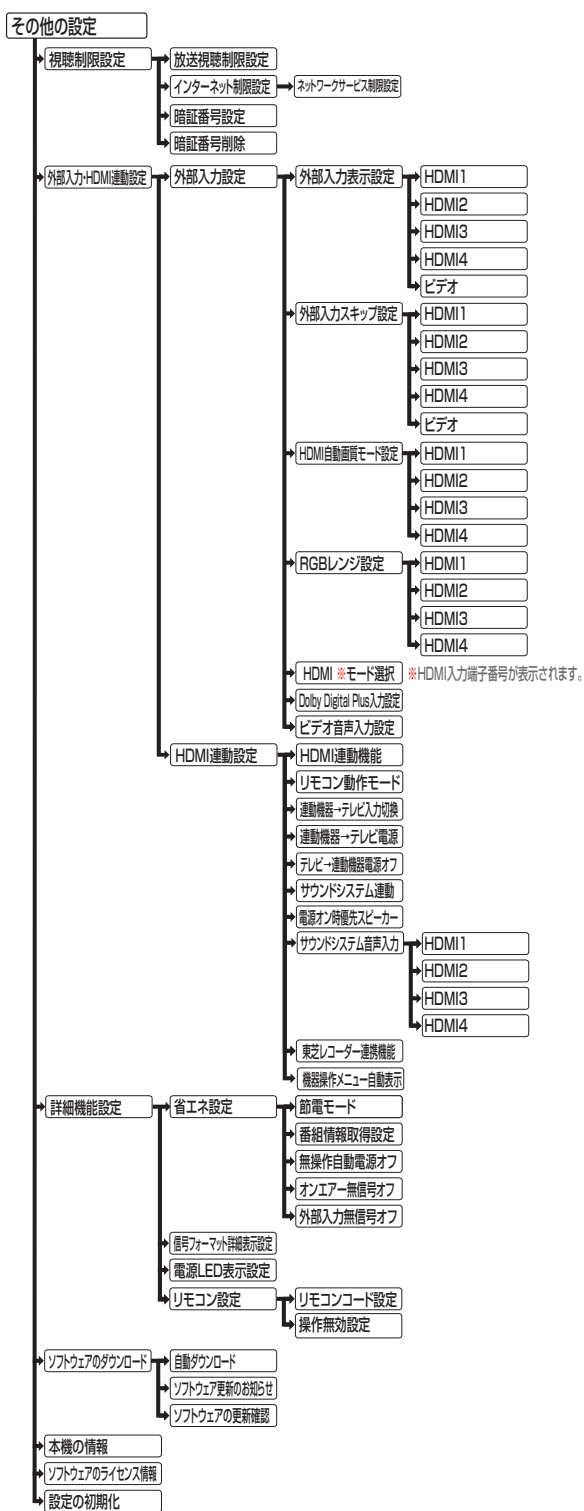 その他の設定
視聴制限設定
放送視聴制限設定
インターネット制限設定
ネットワークサービス制限設定
暗証番号設定
暗証番号削除
外部入力・HDMI連動設定
外部入力設定
外部入力表示設定
HDMI1
HDMI2
HDMI3
HDMI4
ビデオ
外部入力スキップ設定
HDMI1
HDMI2
HDMI3
HDMI4
ビデオ
HDMI自動画質モード設定
HDMI1
HDMI2
HDMI3
HDMI4
RGBレンジ設定
HDMI1
HDMI2
HDMI3
HDMI4
HDMI ※モード選択
※HDMI入力端子番号が表示されます。
Dolby Digital Plus入力設定
ビデオ音声入力設定
HDMI連動設定
HDMI連動機能
リモコン動作モード
連動機器→テレビ入力切換
連動機器→テレビ電源
テレビ→連動機器電源オフ
サウンドシステム連動
電源オン時優先スピーカー
サウンドシステム音声入力
HDMI1
HDMI2
HDMI3
HDMI4
東芝レコーダー連携機能
機器操作メニュー自動表示
詳細機能設定
省エネ設定
節電モード
番組情報取得設定
無操作自動電源オフ
オンエアー無信号オフ
外部入力無信号オフ
信号フォーマット詳細表示設定
電源LED表示設定
リモコン設定
リモコンコード設定
操作無効設定
ソフトウェアのダウンロード
自動ダウンロード
ソフトウェア更新のお知らせ
ソフトウェアの更新確認
本機の情報
ソフトウェアのライセンス情報
設定の初期化